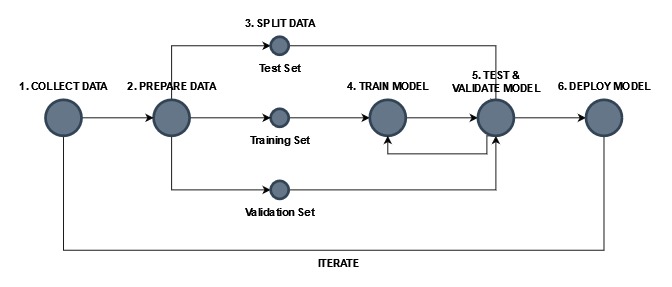 3. SPLIT DATA
Test Set
1. COLLECT DATA
2. PREPARE DATA
4. TRAIN MODEL
5. TEST &
VALIDATE MODEL
6. DEPLOY MODEL
Training Set
Validation Set
ITERATE